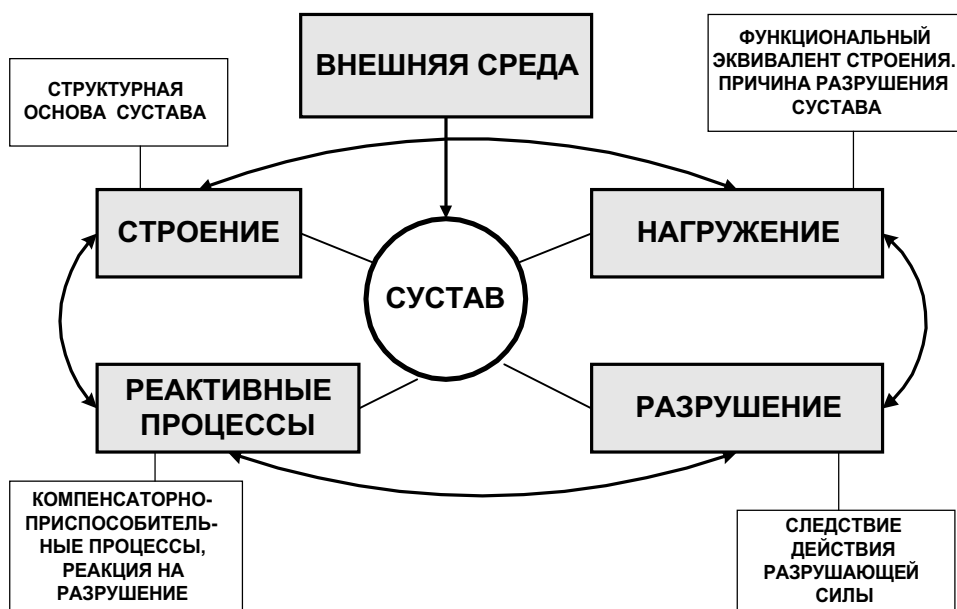 ВНЕШНЯЯ СРЕДА
СТРУКТУРНАЯ
ОСНОВА СУСТАВА
ФУНКЦИОНАЛЬНЫЙ
ЭКВИВАЛЕНТ СТРОЕНИЯ.
ПРИЧИНА РАЗРУШЕНИЯ
СУСТАВА
СТРОЕНИЕ
НАГРУЖЕНИЕ
СУСТАВ
РЕАКТИВНЫЕ
ПРОЦЕССЫ
РАЗРУШЕНИЕ
КОМПЕНСАТОРНО-
ПРИСПОСОБИТЕЛЬ-
НЫЕ ПРОЦЕССЫ,
РЕАКЦИЯ НА
РАЗРУШЕНИЕ
СЛЕДСТВИЕ
ДЕЙСТВИЯ
РАЗРУШАЮЩЕЙ
СИЛЫ